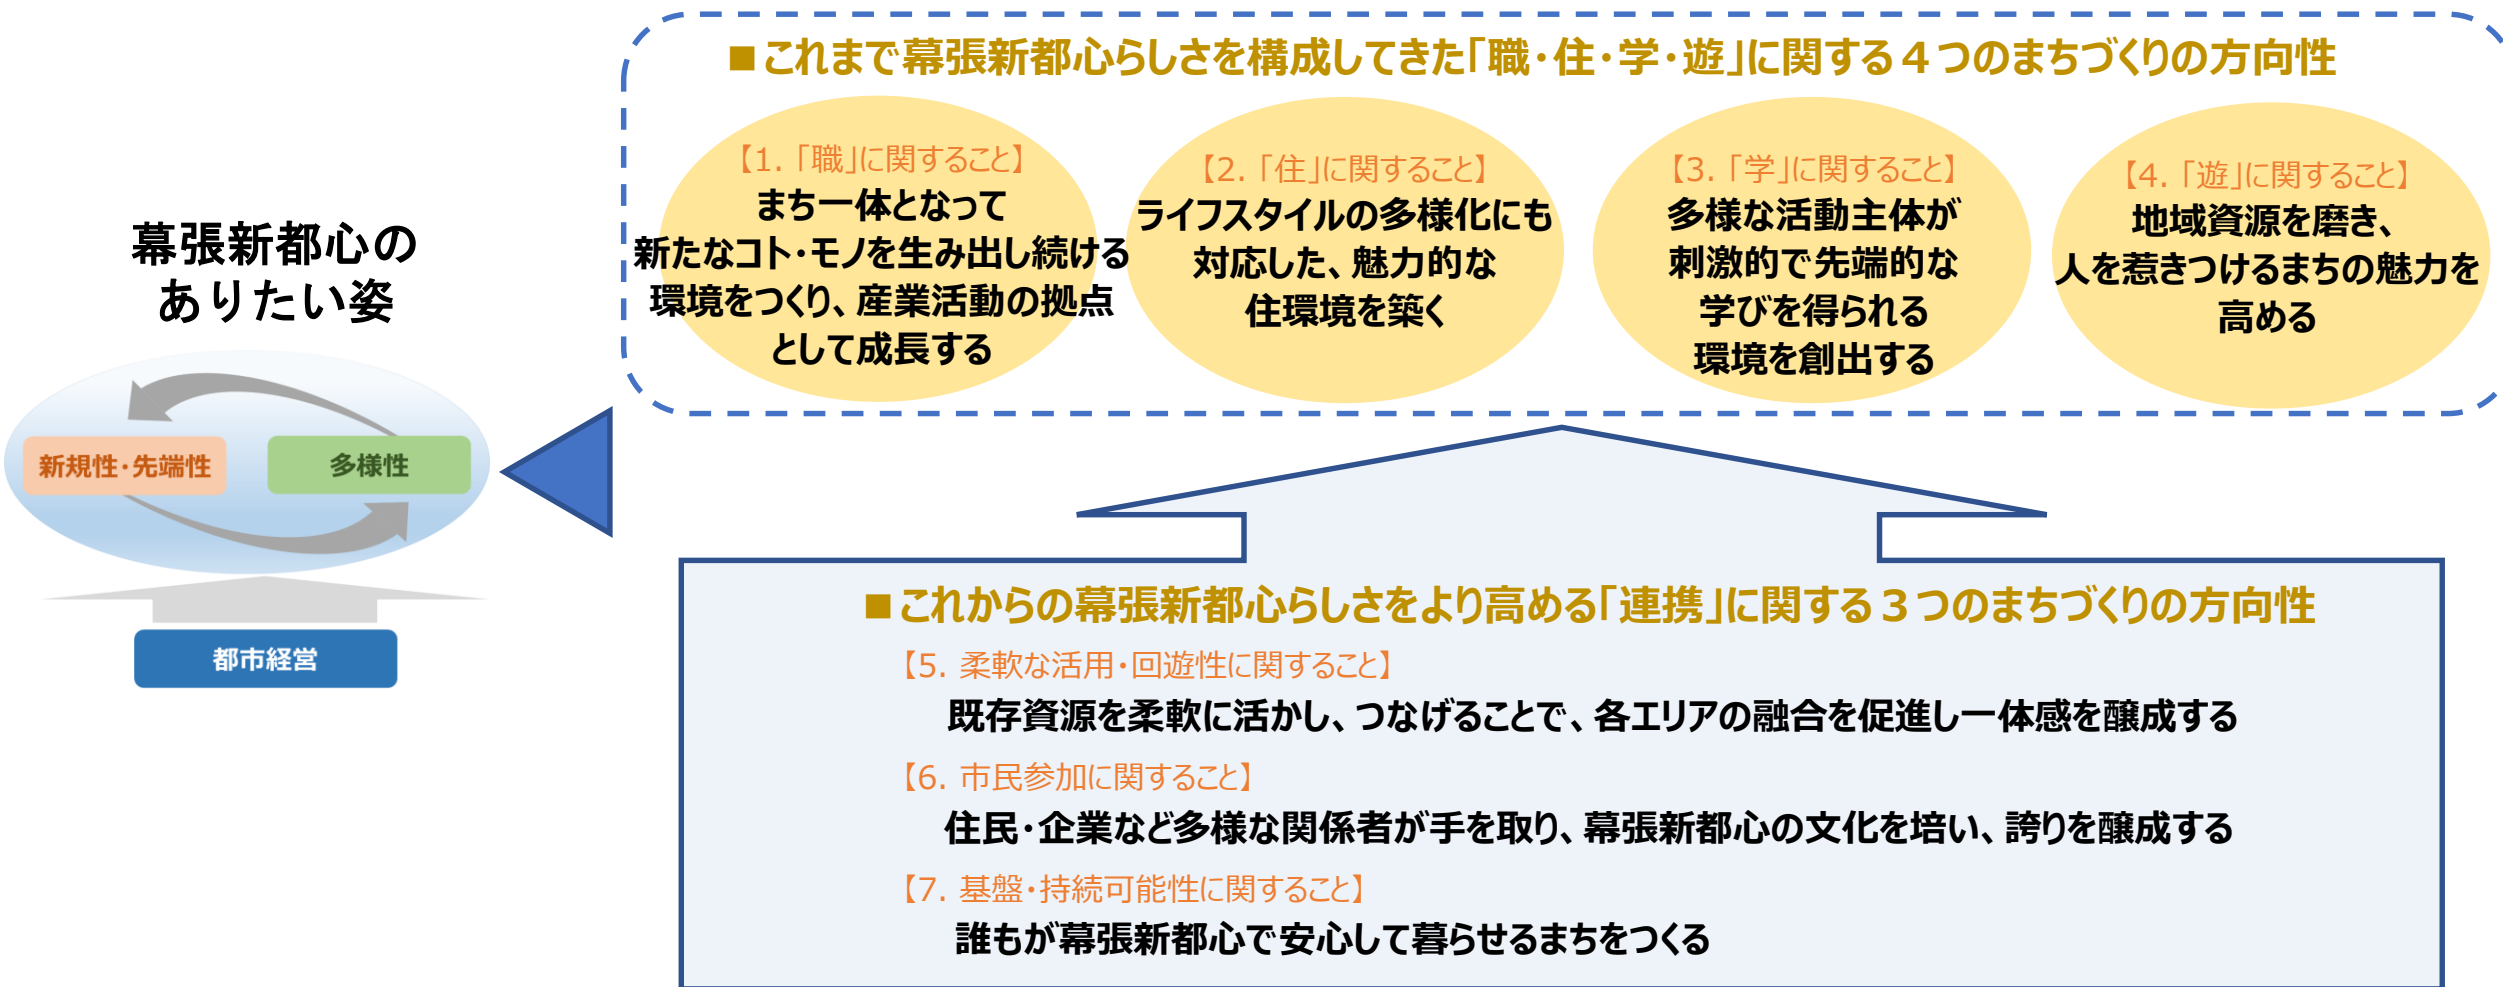 幕張新都心の
ありたい姿
新規性・先端性
多様性
都市経営
■これまで幕張新都心らしさを構成してきた「職・住・学・遊」に関する４つのまちづくりの方向性
【1. 「職」に関すること】
まち一体となって
新たなコト・モノを生み出し続ける
環境をつくり、産業活動の拠点
として成長する
【2. 「住」に関すること】
ライフスタイルの多様化にも
対応した、魅力的な
住環境を築く
【3. 「学」に関すること】
多様な活動主体が
刺激的で先端的な
学びを得られる
環境を創出する
【4. 「遊」に関すること】
地域資源を磨き、
人を惹きつけるまちの魅力を
高める
■これからの幕張新都心らしさをより高める「連携」に関する３つのまちづくりの方向性
【5. 柔軟な活用・回遊性に関すること】
既存資源を柔軟に活かし、つなげることで、各エリアの融合を促進し一体感を醸成する
【6. 市民参加に関すること】
住民・企業など多様な関係者が手を取り、幕張新都心の文化を培い、誇りを醸成する
【7. 基盤・持続可能性に関すること】
誰もが幕張新都心で安心して暮らせるまちをつくる